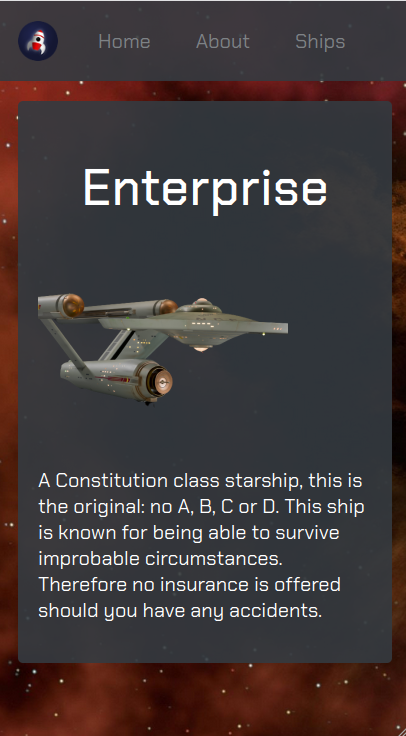 Home About Ships
Enterprise
A Constitution class starship, this is
the original: no A, B, C or D. This ship
is known for being able to survive
improbable circumstances.
Therefore no insurance is offered
should you have any accidents.